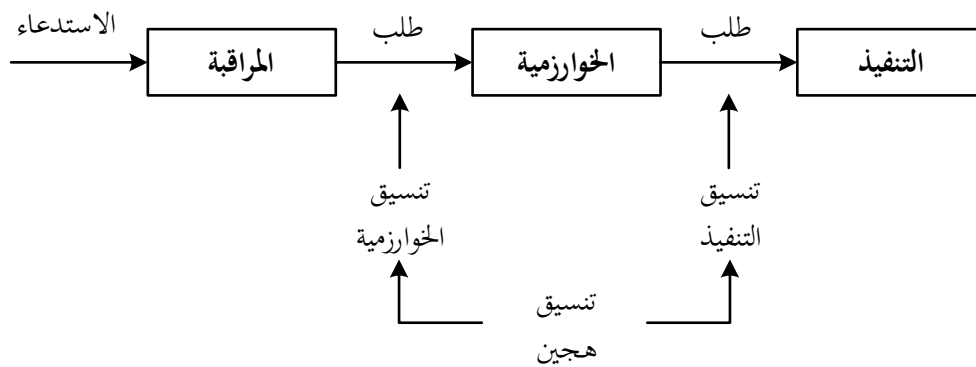 الاستدعاء
طلب
طلب
المراقبة
الخوارزمية
التنفيذ
تنسيق
الخوارزمية
تنسيق
التنفيذ
تنسيق
هجين